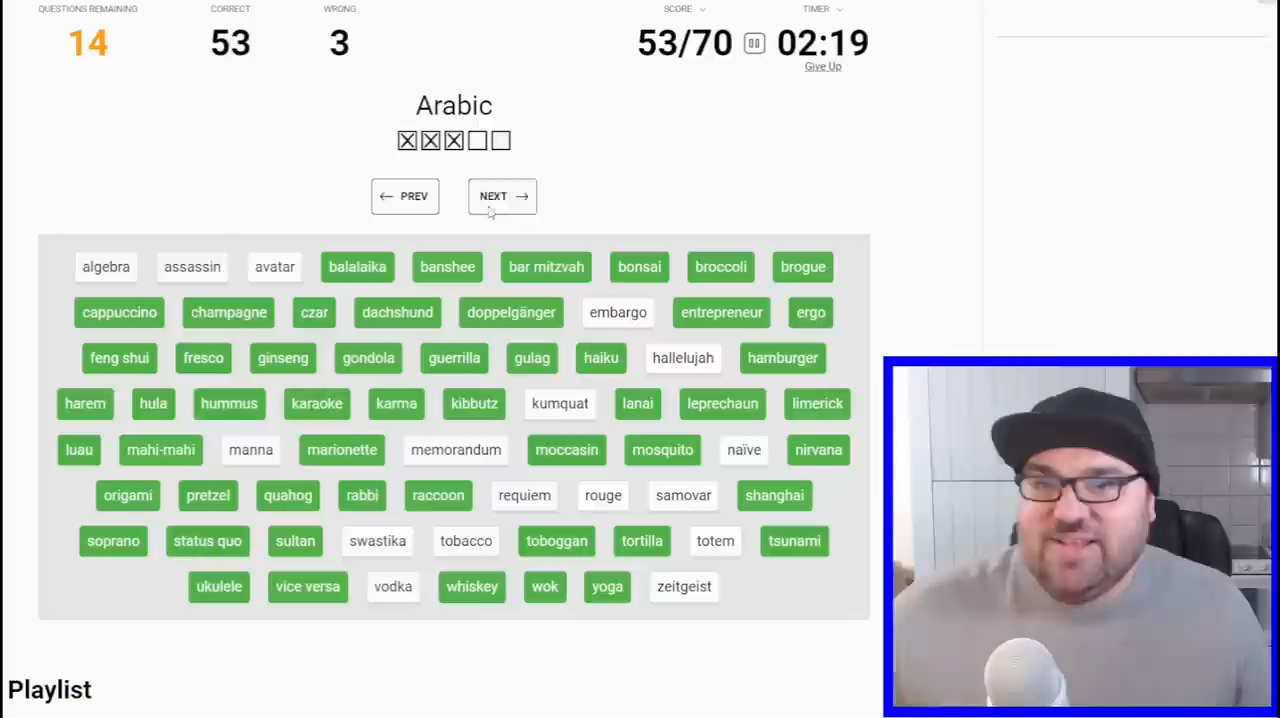 QUESTIONS REMAINING CORRECT WRONG SCORE TIMER
14 53 3 53/70 02:19
Give Up
Arabic
← PREV NEXT →
algebra assassin avatar balalaika banshee bar mitzvah bonsai broccoli brogue
cappuccino champagne czar dachshund doppelgänger embargo entrepreneur ergo
feng shui fresco ginseng gondola guerrilla gulag haiku hallelujah hamburger
harem hula hummus karaoke karma kibbutz kumquat lanai leprechaun limerick
luau mahi-mahi manna marionette memorandum moccasin mosquito naïve nirvana
origami pretzel quahog rabbi raccoon requiem rouge samovar shanghai
soprano status quo sultan swastika tobacco toboggan tortilla totem tsunami
ukulele vice versa vodka whiskey wok yoga zeitgeist
Playlist